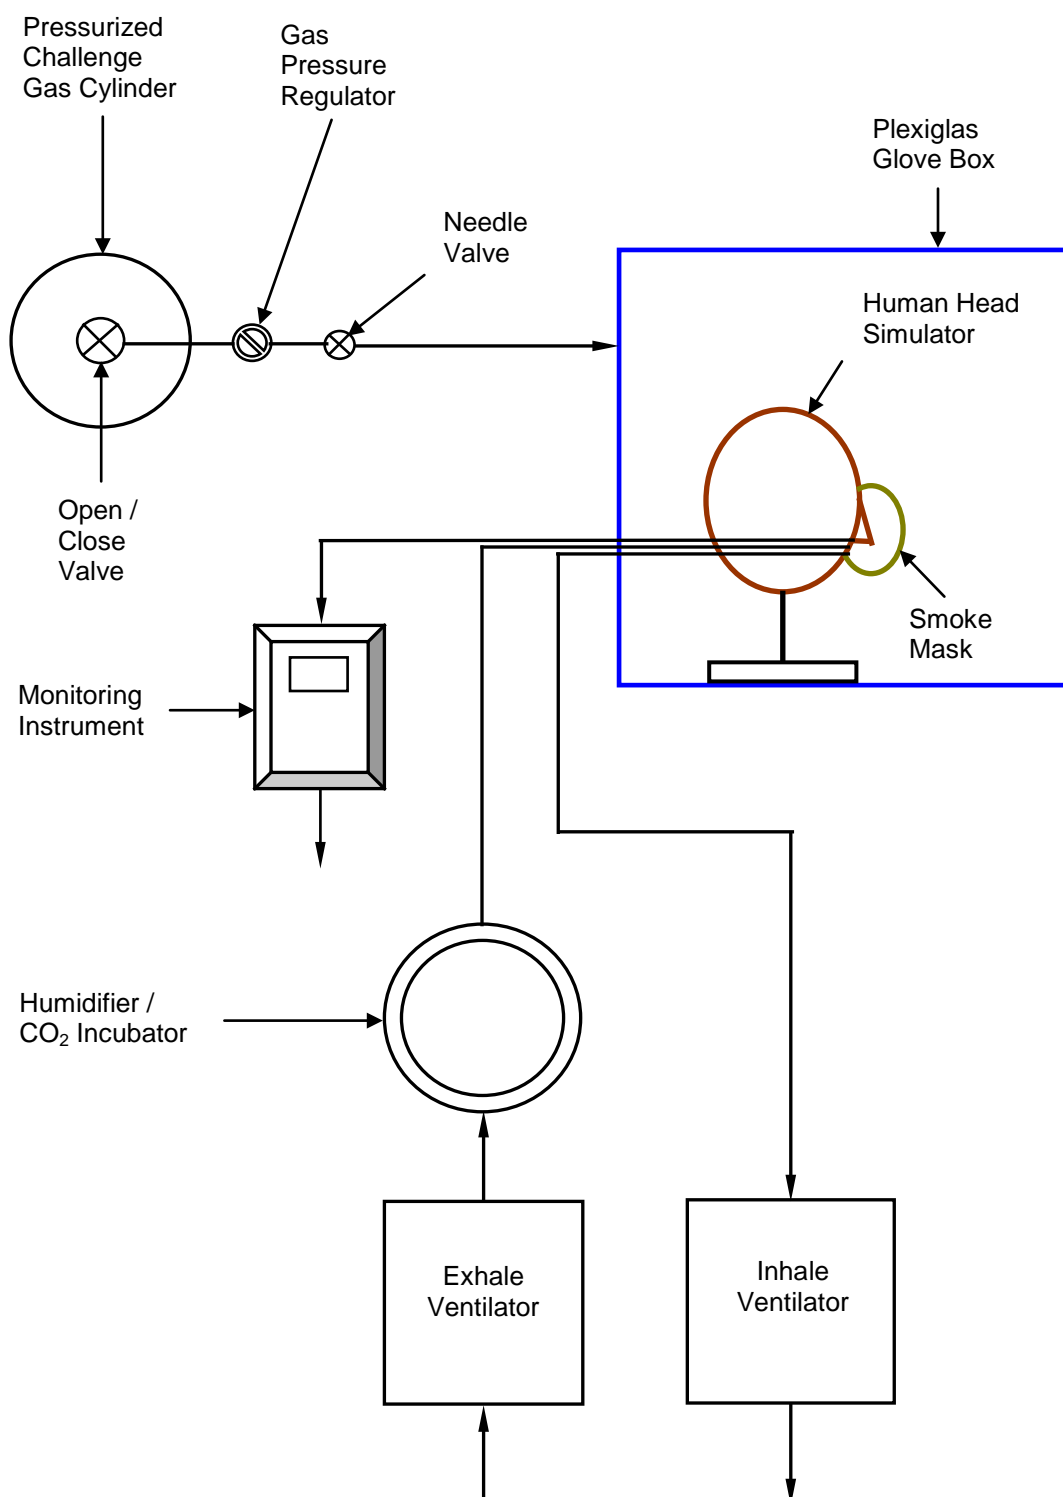 Pressurized
Challenge
Gas Cylinder
Gas
Pressure
Regulator
Plexiglas
Glove Box
Needle
Valve
Human Head
Simulator
Open /
Close
Valve
Smoke
Mask
Monitoring
Instrument
Humidifier /
CO₂ Incubator
Exhale
Ventilator
Inhale
Ventilator